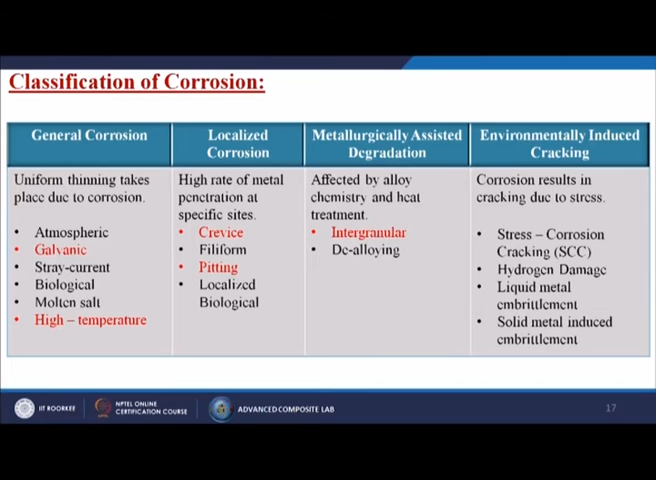 Classification of Corrosion:
General Corrosion
Localized
Corrosion
Metallurgically Assisted
Degradation
Environmentally Induced
Cracking
Uniform thinning takes
place due to corrosion.
• Atmospheric
• Galvanic
• Stray-current
• Biological
• Molten salt
• High – temperature
High rate of metal
penetration at
specific sites.
• Crevice
• Filiform
• Pitting
• Localized
Biological
Affected by alloy
chemistry and heat
treatment.
• Intergranular
• De-alloying
Corrosion results in
cracking due to stress.
• Stress – Corrosion
Cracking (SCC)
• Hydrogen Damage
• Liquid metal
embrittlement
• Solid metal induced
embrittlement
IIT ROORKEE
NPTEL ONLINE
CERTIFICATION COURSE
ADVANCED COMPOSITE LAB
17